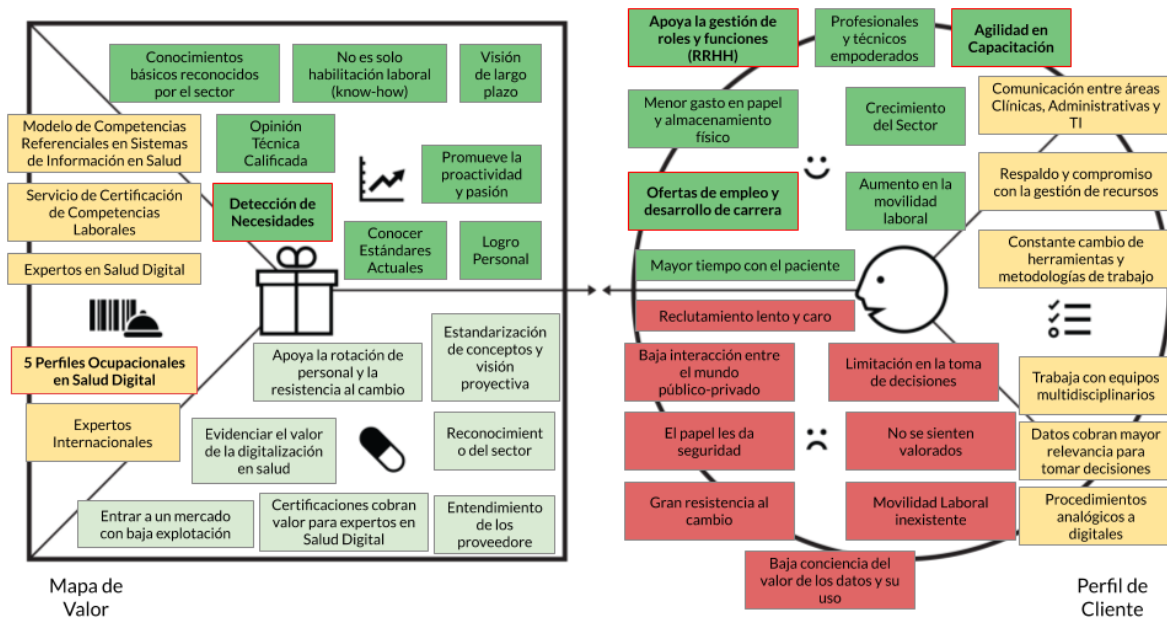 Conocimientos
básicos reconocidos
por el sector
No es solo
habilitación laboral
(know-how)
Visión
de largo
plazo
Modelo de Competencias
Referenciales en Sistemas
de Información en Salud
Opinión
Técnica
Calificada
Promueve la
proactividad
y pasión
Servicio de Certificación
de Competencias
Laborales
Detección de
Necesidades
Conocer
Estándares
Actuales
Logro
Personal
Expertos en Salud Digital
5 Perfiles Ocupacionales
en Salud Digital
Expertos
Internacionales
Apoya la rotación de
personal y la
resistencia al cambio
Estandarización
de conceptos y
visión
proyectiva
Evidenciar el valor
de la digitalización
en salud
Reconocimient
o del sector
Entrar a un mercado
con baja explotación
Certificaciones cobran
valor para expertos en
Salud Digital
Entendimiento
de los
proveedore
Mapa de
Valor
Apoya la gestión de
roles y funciones
(RRHH)
Profesionales
y técnicos
empoderados
Agilidad en
Capacitación
Menor gasto en papel
y almacenamiento
físico
Crecimiento
del Sector
Comunicación entre áreas
Clínicas, Administrativas y
TI
Ofertas de empleo y
desarrollo de carrera
Aumento en la
movilidad
laboral
Respaldo y compromiso
con la gestión de recursos
Mayor tiempo con el paciente
Constante cambio de
herramientas y
metodologías de trabajo
Reclutamiento lento y caro
Baja interacción entre
el mundo
público-privado
Limitación en la toma
de decisiones
Trabaja con equipos
multidisciplinarios
El papel les da
seguridad
No se sienten
valorados
Datos cobran mayor
relevancia para
tomar decisiones
Gran resistencia al
cambio
Movilidad Laboral
inexistente
Procedimientos
analógicos a
digitales
Baja conciencia del
valor de los datos y su
uso
Perfil de
Cliente